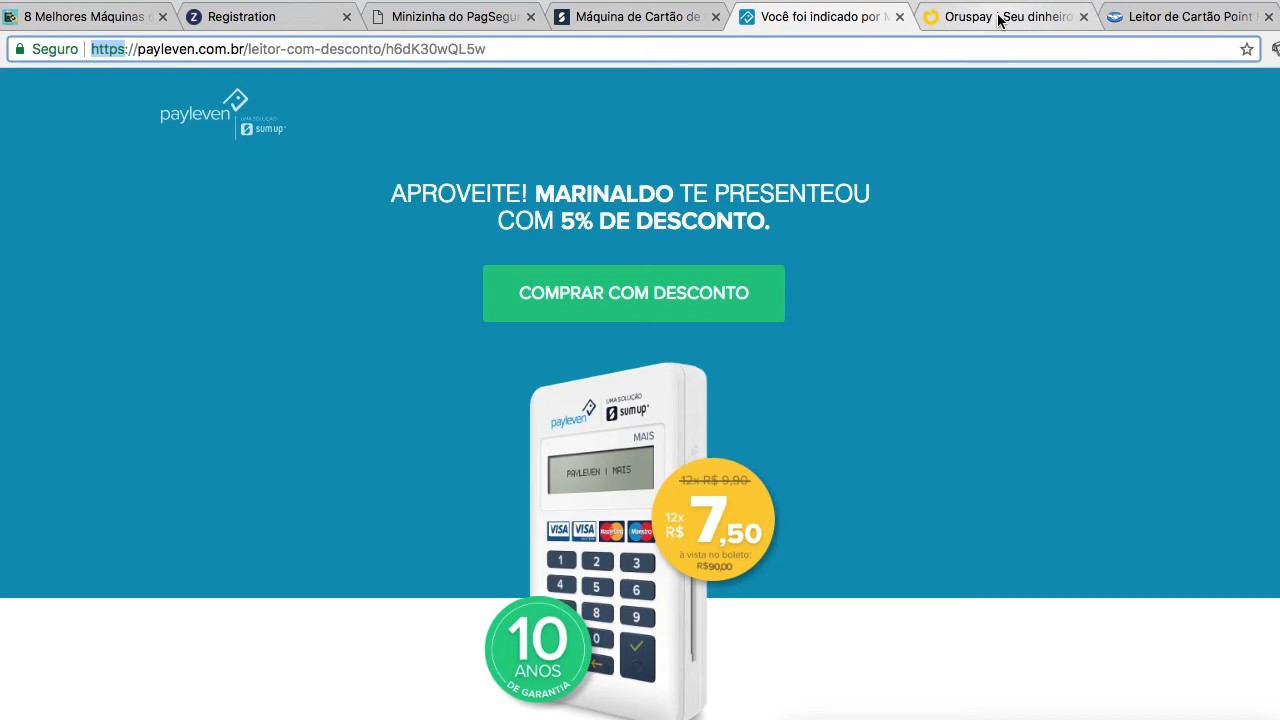 8 Melhores Máquinas d
Registration
Minizinha do PagSegur
Máquina de Cartão de
Você foi indicado por M
Oruspay | Seu dinheiro
Leitor de Cartão Point H
Seguro
https://payleven.com.br/leitor-com-desconto/h6dK30wQL5w
payleven
UMA SOLUÇÃO
sumup
APROVEITE! MARINALDO TE PRESENTEOU
COM 5% DE DESCONTO.
COMPRAR COM DESCONTO
payleven
UMA SOLUÇÃO
sumup
MAIS
PAYLEVEN | MAIS
VISA VISA MasterCard Maestro
12x R$ 9,90
12x
R$ 7,50
à vista no boleto:
R$90,00
1 2 3
4 5 6
8 9
0
10
ANOS
DE GARANTIA